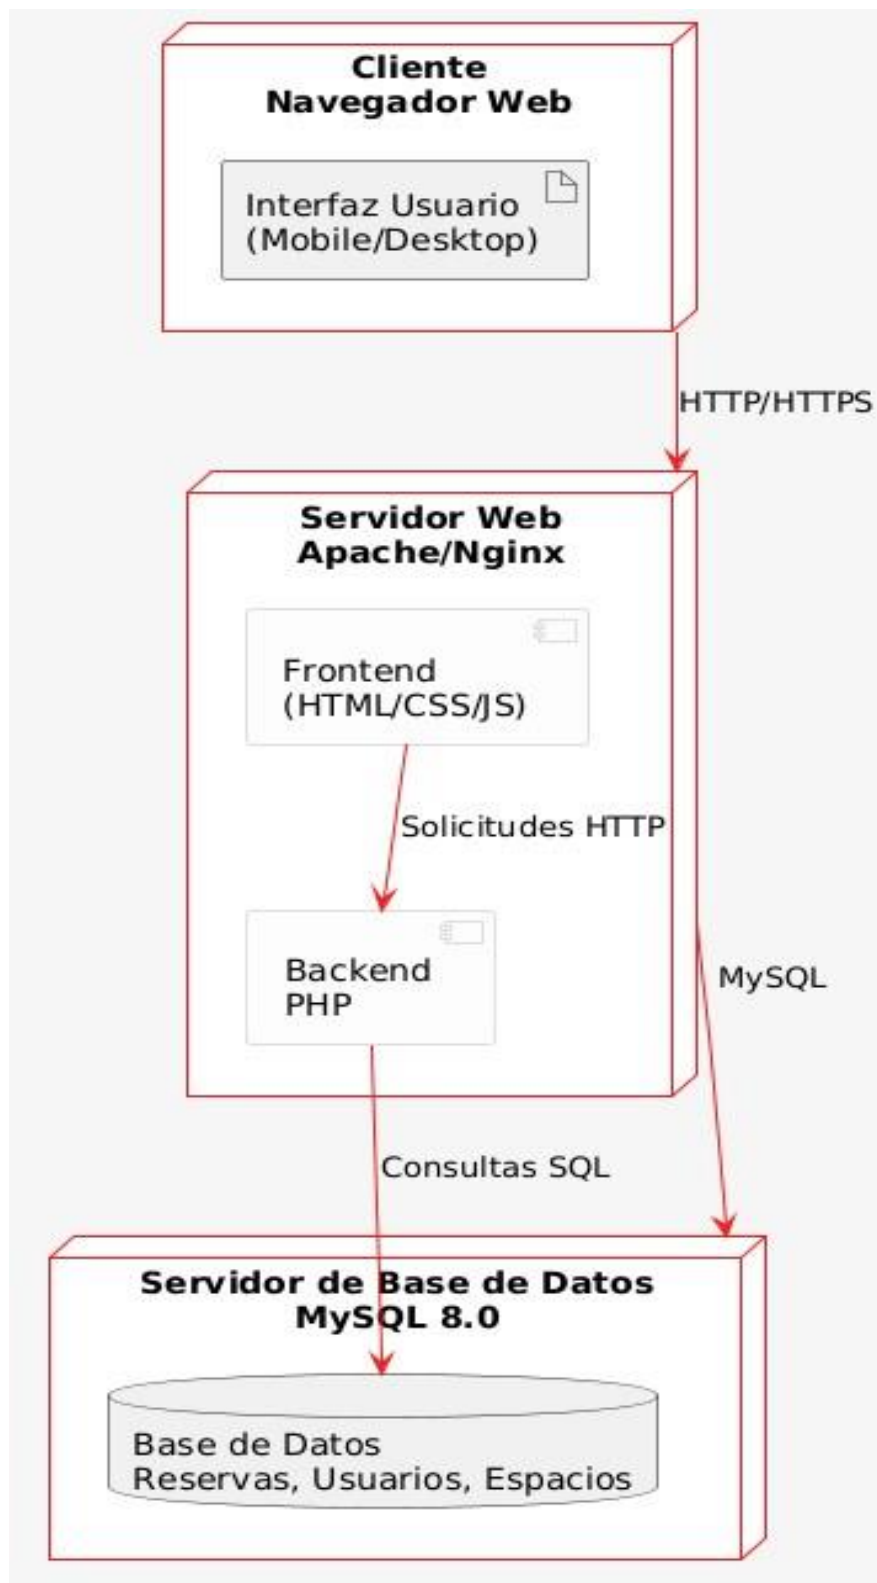 Cliente
Navegador Web
Interfaz Usuario
(Mobile/Desktop)
HTTP/HTTPS
Servidor Web
Apache/Nginx
Frontend
(HTML/CSS/JS)
Solicitudes HTTP
Backend
PHP
MySQL
Consultas SQL
Servidor de Base de Datos
MySQL 8.0
Base de Datos
Reservas, Usuarios, Espacios